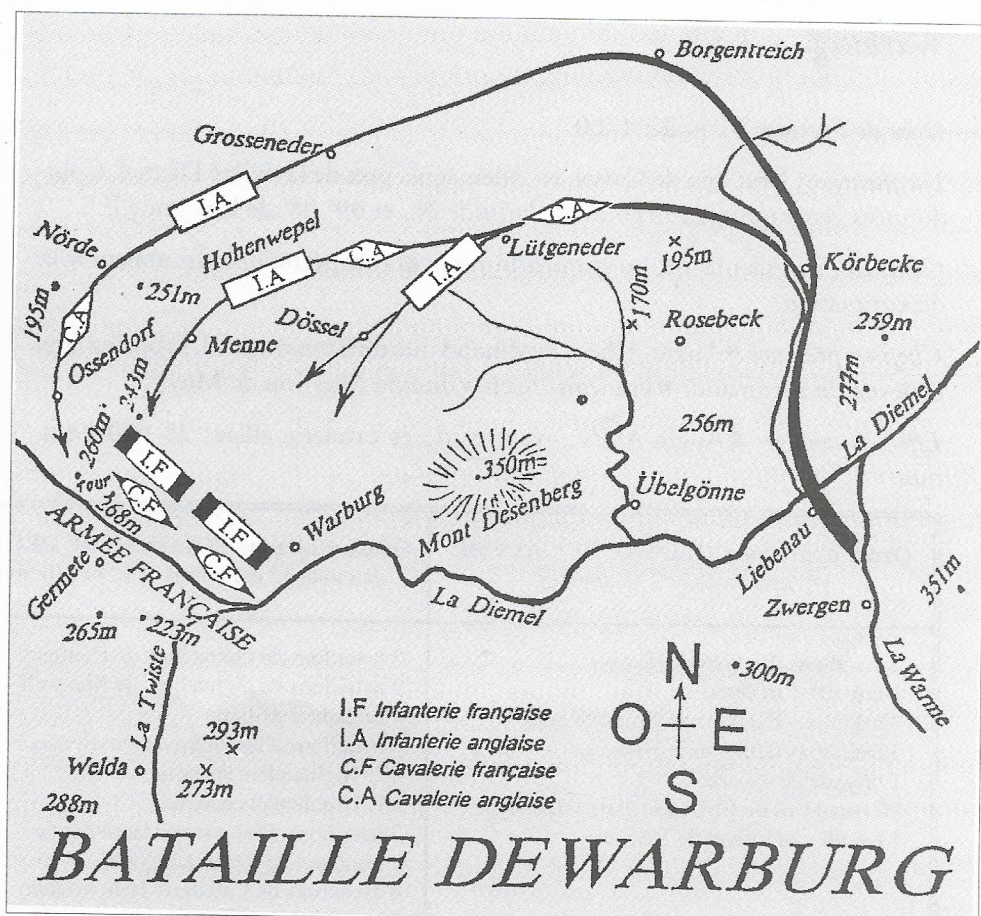 Borgentreich
Grosseneder
I.A
C.A
Nörde
Hohenwepel
C.A
Lütgeneder
195m
I.A
I.A
Körbecke
195m
251m
C.A
170m
Dössel
Rosebeck
259m
Ossendorf
Menne
243m
277m
La Diemel
260m
256m
I.F
350m
Tour
C.F
268m
I.F
Warburg
Mont Desenberg
Übelgönne
ARMÉE FRANÇAISE
C.F
Liebenau
351m
Germete
La Diemel
Zwergen
265m
223m
La Warme
N
300m
La Twiste
O
E
293m
S
Welda
273m
288m
I.F Infanterie française
I.A Infanterie anglaise
C.F Cavalerie française
C.A Cavalerie anglaise
BATAILLE DEWARBURG